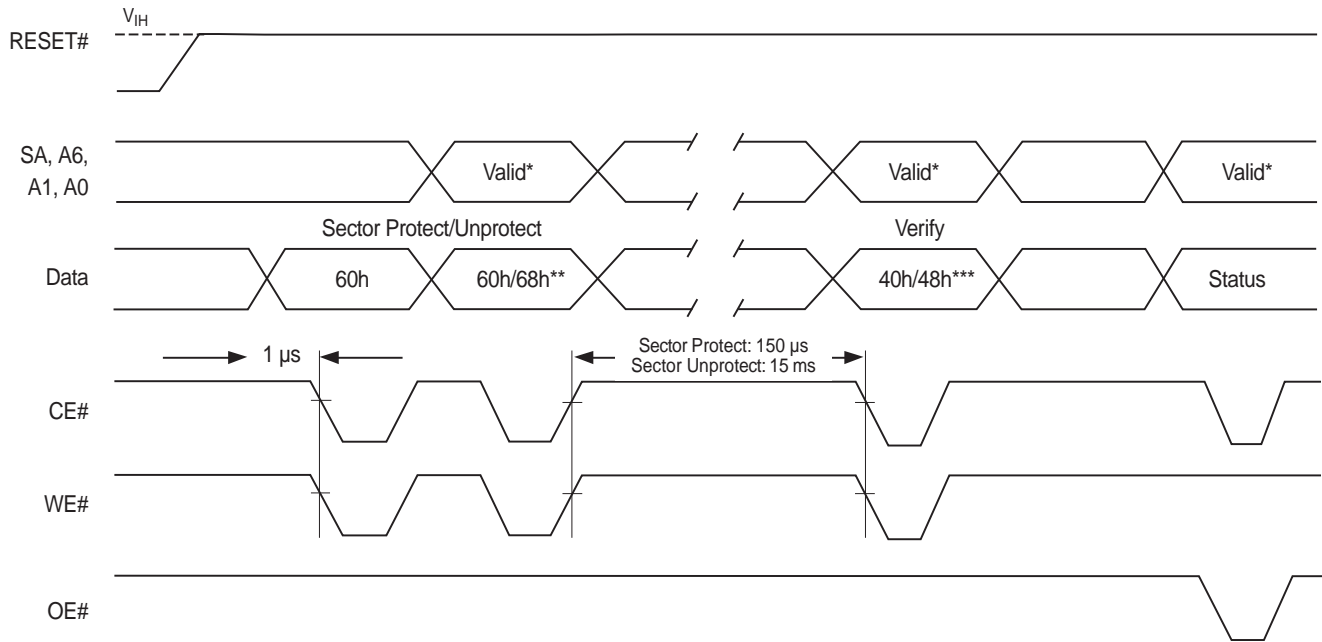 VIH
RESET#
SA, A6,
A1, A0
Valid*
Valid*
Valid*
Sector Protect/Unprotect
Verify
Data
60h
60h/68h**
40h/48h***
Status
1 µs
Sector Protect: 150 µs
Sector Unprotect: 15 ms
CE#
WE#
OE#